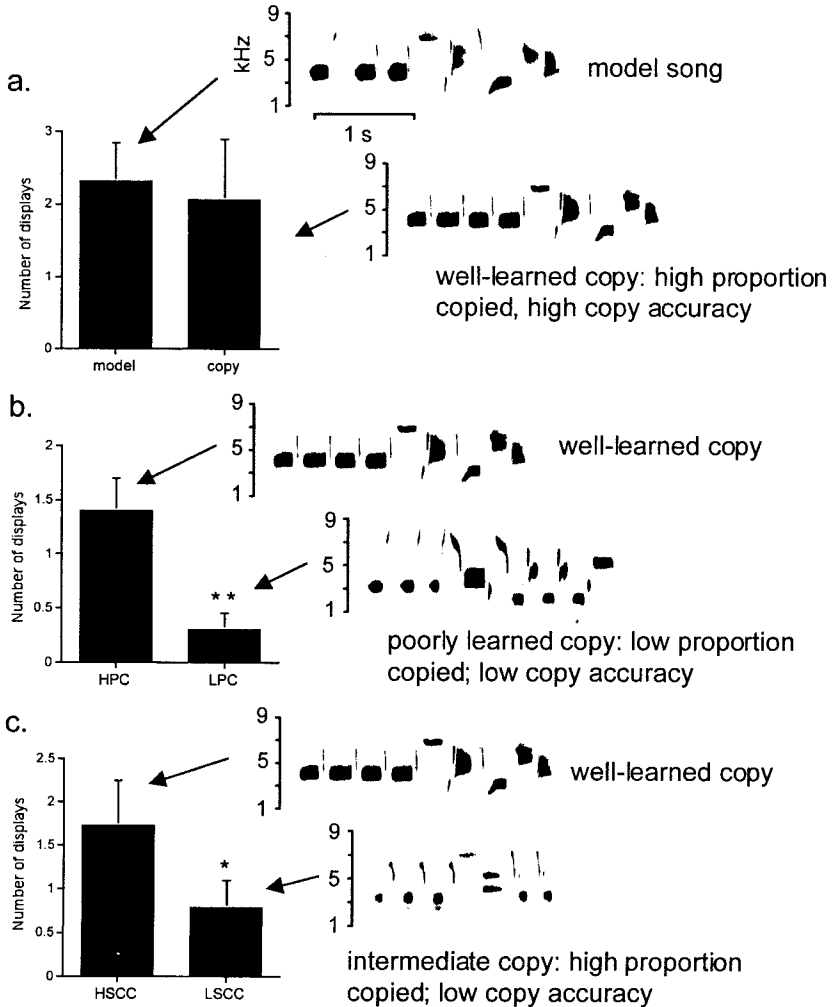 a.
kHz
9
5
1
model song
1 s
Number of displays
3
2
1
0
model
copy
9
5
1
well-learned copy: high proportion
copied, high copy accuracy
b.
Number of displays
2
1.5
1
0.5
0
**
HPC
LPC
9
5
1
well-learned copy
9
5
1
poorly learned copy: low proportion
copied; low copy accuracy
c.
Number of displays
2.5
2
1.5
1
0.5
0
*
HSCC
LSCC
9
5
1
well-learned copy
9
5
1
intermediate copy: high proportion
copied; low copy accuracy